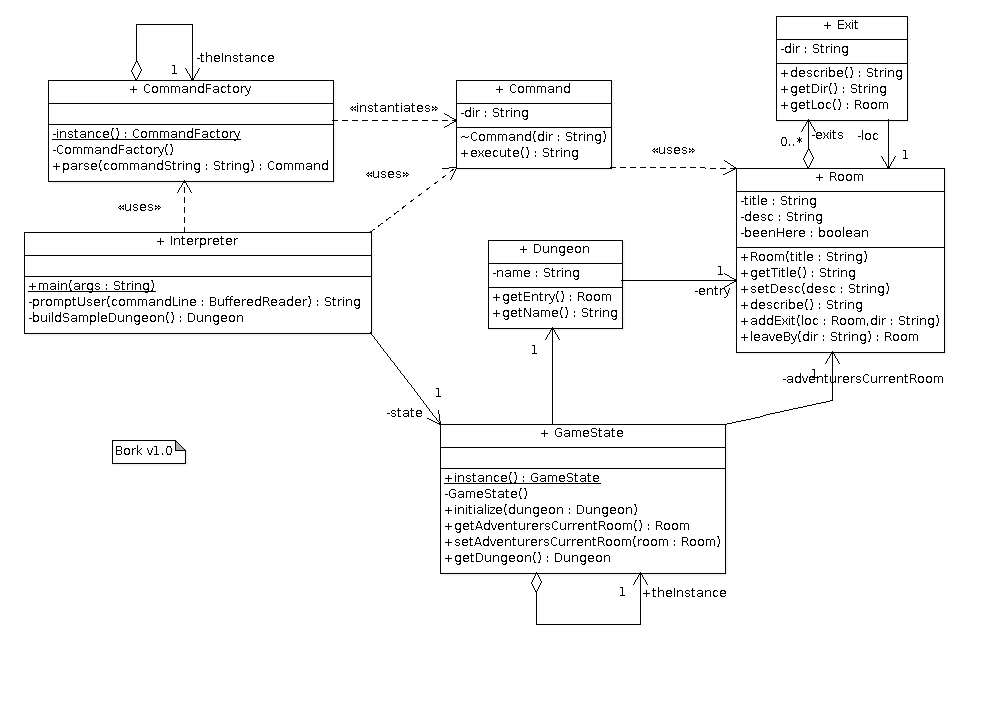 + Exit
-dir : String
+describe() : String
+getDir() : String
+getLoc() : Room
-theInstance
1
+ CommandFactory
-instance() : CommandFactory
-CommandFactory()
+parse(commandString : String) : Command
«instantiates»
+ Command
-dir : String
~Command(dir : String)
+execute() : String
0..*
-exits
-loc
1
«uses»
«uses»
«uses»
+ Room
-title : String
-desc : String
-beenHere : boolean
+Room(title : String)
+getTitle() : String
+setDesc(desc : String)
+describe() : String
+addExit(loc : Room,dir : String)
+leaveBy(dir : String) : Room
+ Interpreter
+main(args : String)
-promptUser(commandLine : BufferedReader) : String
-buildSampleDungeon() : Dungeon
+ Dungeon
-name : String
+getEntry() : Room
+getName() : String
1
-entry
1
1
-adventurersCurrentRoom
1
-state
Bork v1.0
+ GameState
+instance() : GameState
-GameState()
+initialize(dungeon : Dungeon)
+getAdventurersCurrentRoom() : Room
+setAdventurersCurrentRoom(room : Room)
+getDungeon() : Dungeon
1
+theInstance